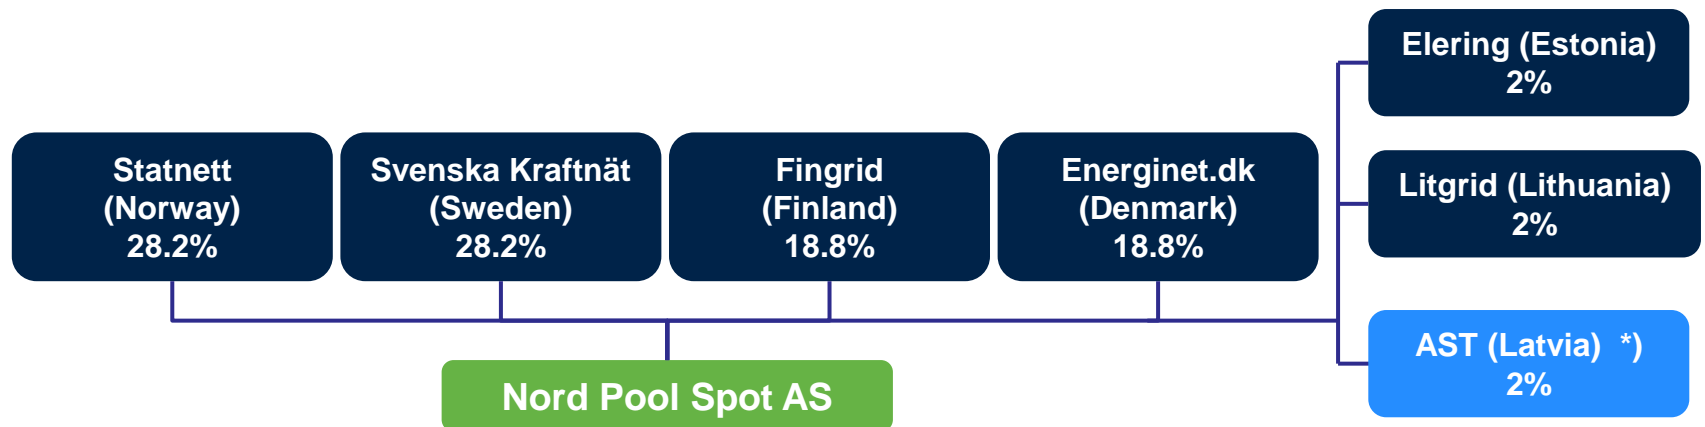 Statnett
(Norway)
28.2%
Svenska Kraftnät
(Sweden)
28.2%
Fingrid
(Finland)
18.8%
Energinet.dk
(Denmark)
18.8%
Elering (Estonia)
2%
Litgrid (Lithuania)
2%
AST (Latvia) *)
2%
Nord Pool Spot AS